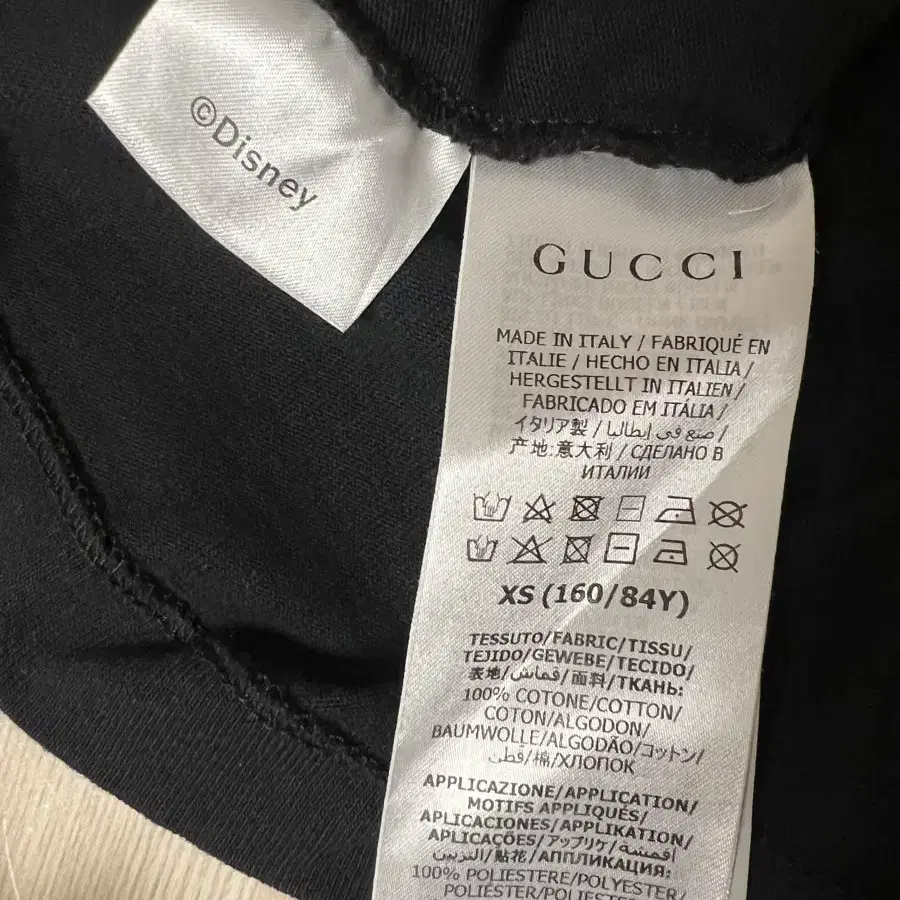 ©Disney
GUCCI
MADE IN ITALY / FABRIQUÉ EN
ITALIE / HECHO EN ITALIA /
HERGESTELLT IN ITALIEN /
FABRICADO EM ITÁLIA /
イタリア製 / صنع في إيطاليا /
产地:意大利 / СДЕЛАНО В
ИТАЛИИ
XS (160/84Y)
TESSUTO/FABRIC/TISSU/
TEJIDO/GEWEBE/TECIDO/
表地/قماش/面料/ТКАНЬ:
100% COTONE/COTTON/
COTON/ALGODON/
BAUMWOLLE/ALGODÃO/コットン/
قطن/棉/ХЛОПОК
APPLICAZIONE/APPLICATION/
MOTIFS APPLIQUÉS/
APLICACIONES/APPLIKATION/
APLICAÇÕES/アップリケ/أقمشة
التزيين/贴花/АППЛИКАЦИЯ:
100% POLIESTERE/POLYESTER/
POLIÉSTER/POLYESTER/